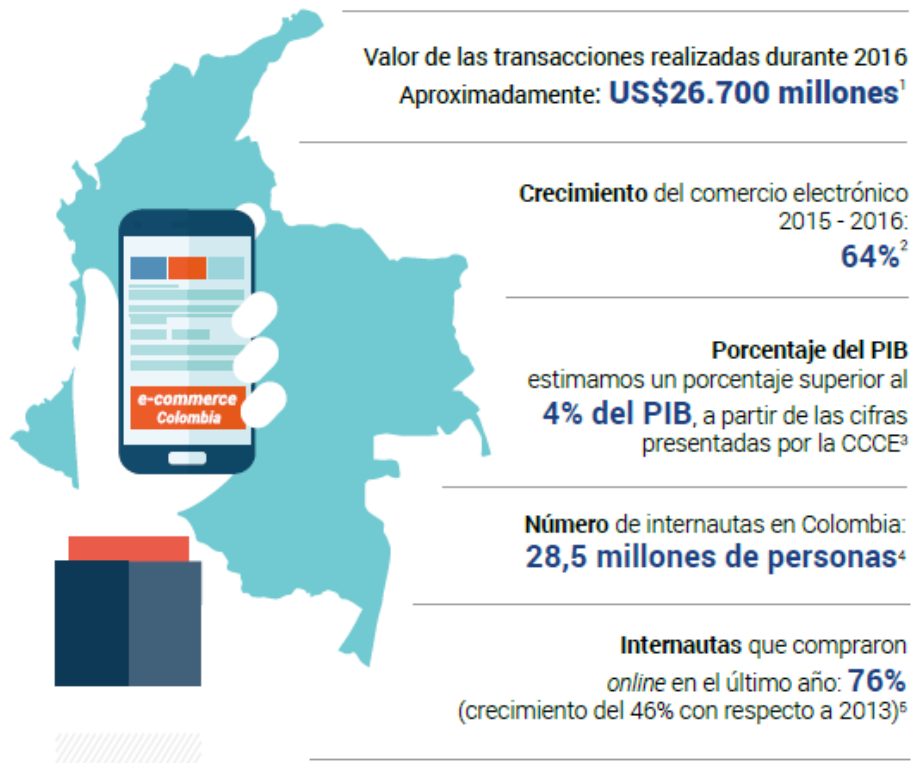 Valor de las transacciones realizadas durante 2016
Aproximadamente: US$26.700 millones¹
Crecimiento del comercio electrónico
2015 - 2016:
64%²
Porcentaje del PIB
estimamos un porcentaje superior al
4% del PIB, a partir de las cifras
presentadas por la CCCE³
e-commerce
Colombia
Número de internautas en Colombia:
28,5 millones de personas⁴
Internautas que compraron
online en el último año: 76%
(crecimiento del 46% con respecto a 2013)⁵